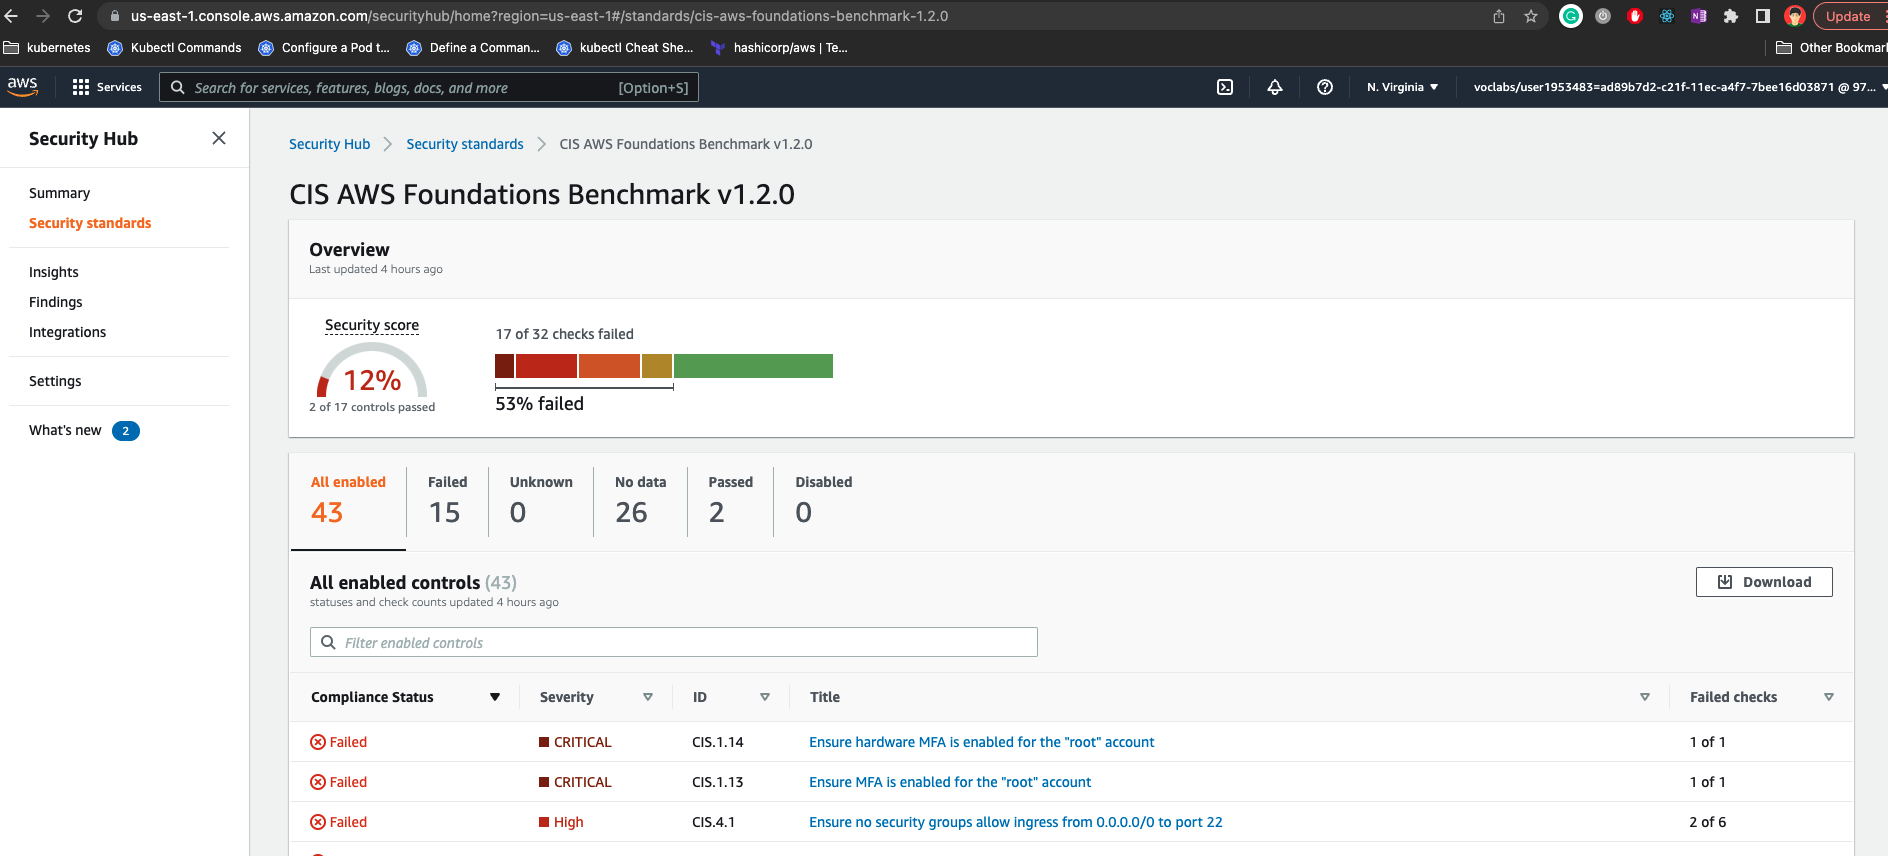 us-east-1.console.aws.amazon.com/securityhub/home?region=us-east-1#/standards/cis-aws-foundations-benchmark-1.2.0
Update
kubernetes Kubectl Commands Configure a Pod t... Define a Comman... kubectl Cheat She... hashicorp/aws | Te... Other Bookmark
aws Services Search for services, features, blogs, docs, and more [Option+S] N. Virginia voclabs/user1953483=ad89b7d2-c21f-11ec-a4f7-7bee16d03871 @ 97...
Security Hub
Summary
Security standards
Insights
Findings
Integrations
Settings
What's new 2
Security Hub Security standards CIS AWS Foundations Benchmark v1.2.0
CIS AWS Foundations Benchmark v1.2.0
Overview
Last updated 4 hours ago
Security score
12%
2 of 17 controls passed
17 of 32 checks failed
53% failed
All enabled Failed Unknown No data Passed Disabled
43 15 0 26 2 0
All enabled controls (43)
statuses and check counts updated 4 hours ago
Download
Filter enabled controls
Compliance Status Severity ID Title Failed checks
Failed CRITICAL CIS.1.14 Ensure hardware MFA is enabled for the "root" account 1 of 1
Failed CRITICAL CIS.1.13 Ensure MFA is enabled for the "root" account 1 of 1
Failed High CIS.4.1 Ensure no security groups allow ingress from 0.0.0.0/0 to port 22 2 of 6